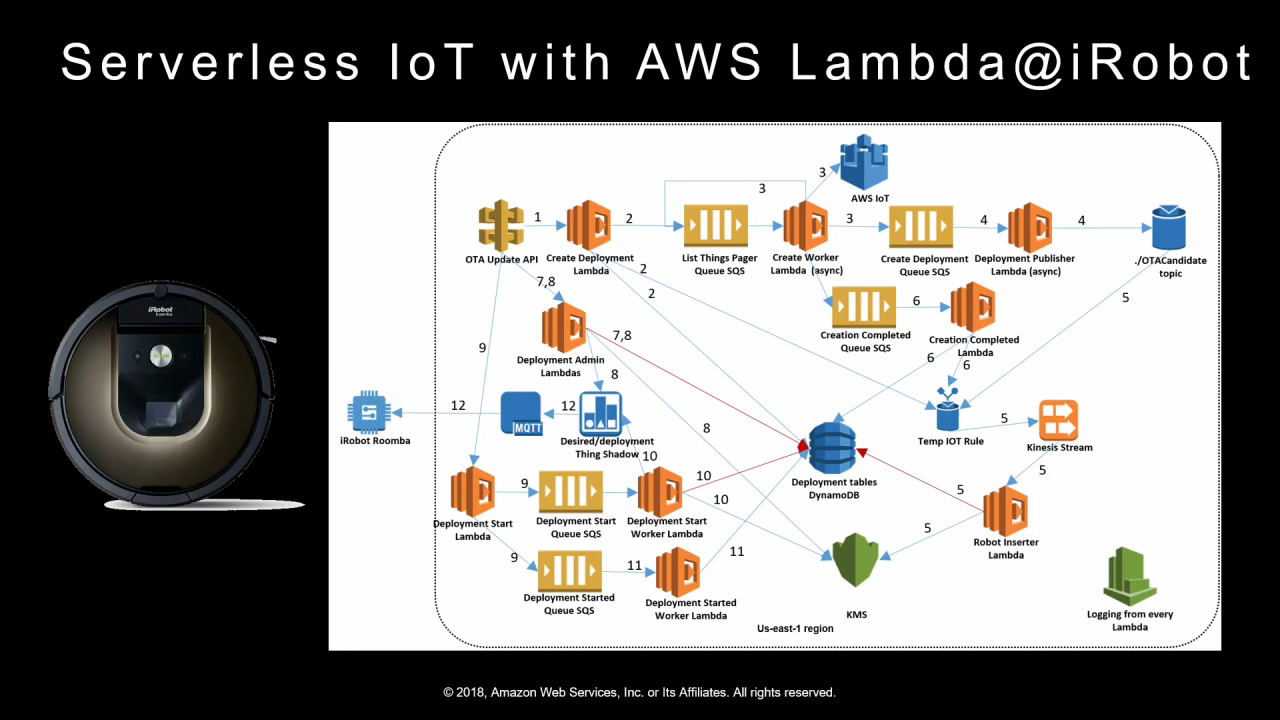 Serverless IoT with AWS Lambda@iRobot
iRobot
Roomba
3
3
AWS IoT
1
2
3
4
4
OTA Update API
Create Deployment
Lambda
List Things Pager
Queue SQS
Create Worker
Lambda (async)
Create Deployment
Queue SQS
Deployment Publisher
Lambda (async)
./OTACandidate
topic
2
2
7,8
5
6
7,8
Creation Completed
Queue SQS
Creation Completed
Lambda
9
Deployment Admin
Lambdas
6
6
8
12
12
MQTT
8
5
iRobot Roomba
Desired/deployment
Thing Shadow
10
Temp IOT Rule
Kinesis Stream
5
10
10
Deployment tables
DynamoDB
9
5
Deployment Start
Lambda
Deployment Start
Queue SQS
Deployment Start
Worker Lambda
5
Robot Inserter
Lambda
9
11
11
Deployment Started
Queue SQS
Deployment Started
Worker Lambda
KMS
Us-east-1 region
Logging from every
Lambda
© 2018, Amazon Web Services, Inc. or Its Affiliates. All rights reserved.